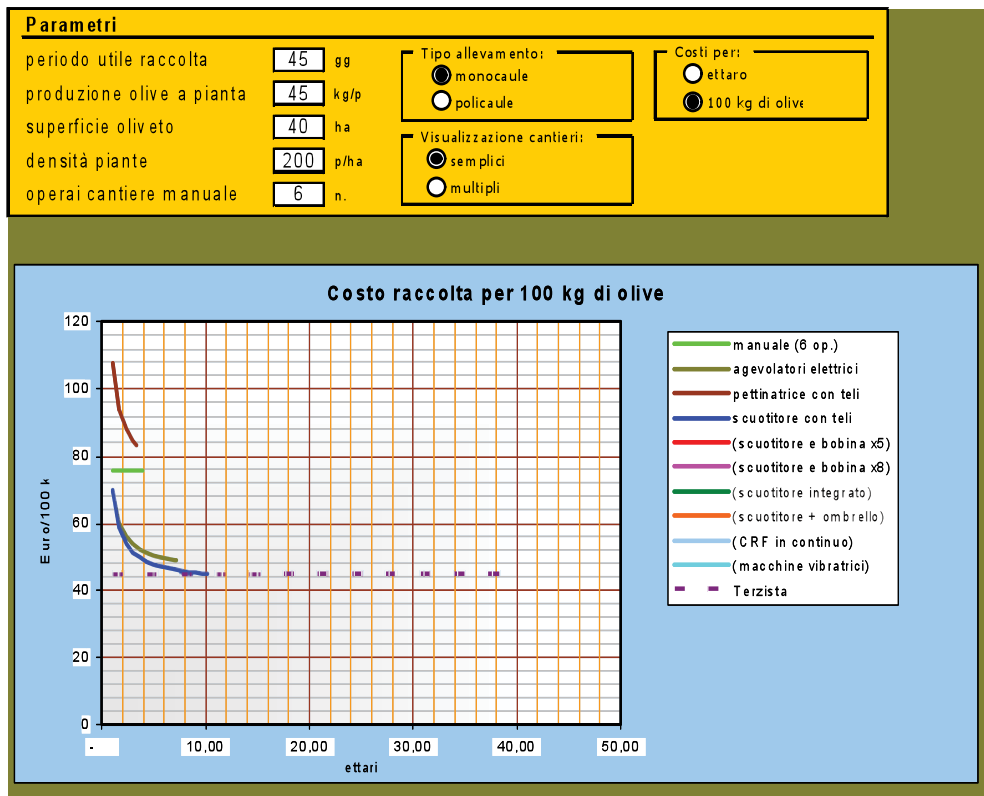 Parametri
periodo utile raccolta 45 gg
produzione olive a pianta 45 kg/p
superficie oliveto 40 ha
densità piante 200 p/ha
operai cantiere manuale 6 n.
Tipo allevamento:
monocaule
policaule
Visualizzazione cantieri:
semplici
multipli
Costi per:
ettaro
100 kg di olive
Costo raccolta per 100 kg di olive
120
100
80
60
40
20
0
Euro/100 k
- 10,00 20,00 30,00 40,00 50,00
ettari
manuale (6 op.)
agevolatori elettrici
pettinatrice con teli
scuotitore con teli
(scuotitore e bobina x5)
(scuotitore e bobina x8)
(scuotitore integrato)
(scuotitore + ombrello)
(CRF in continuo)
(macchine vibratrici)
Terzista